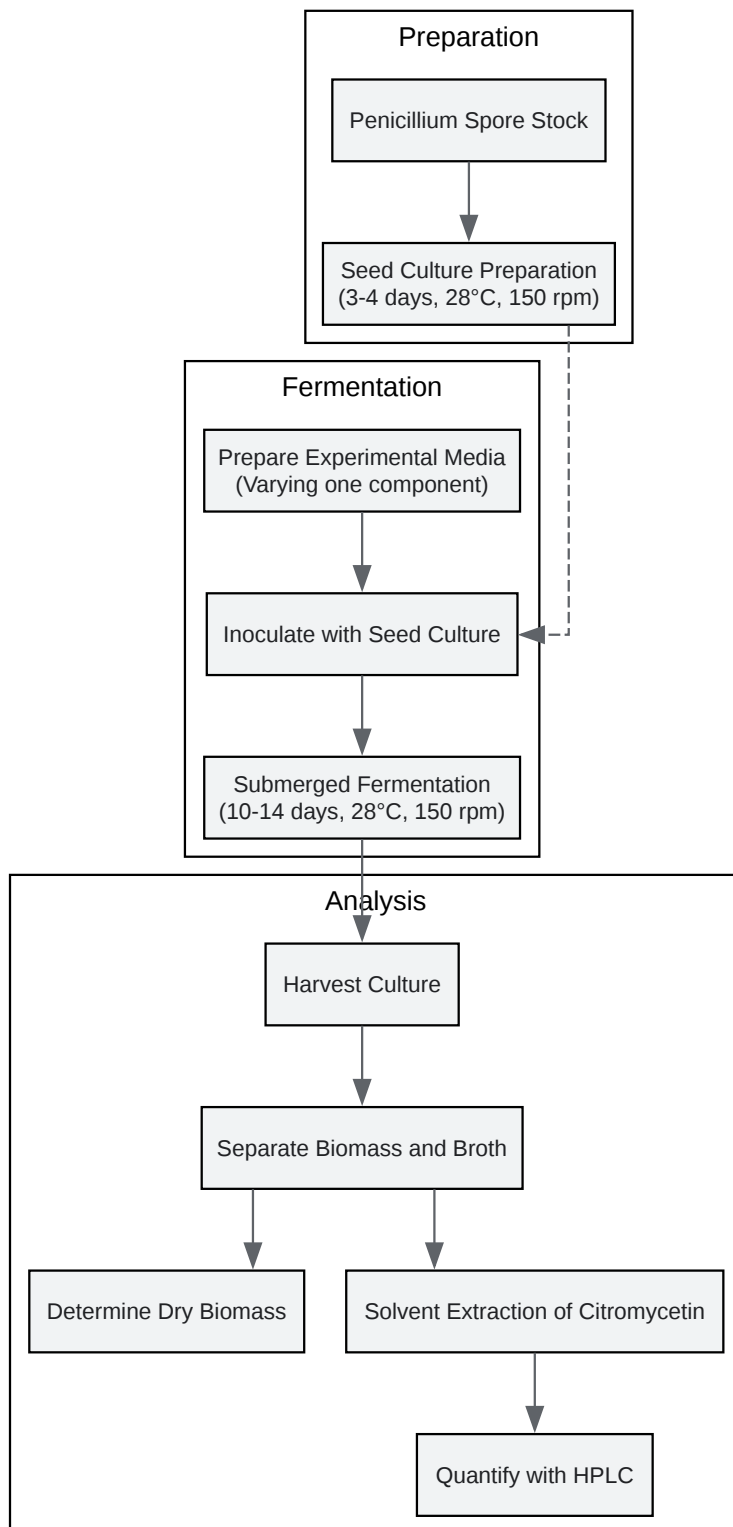 Preparation
Penicillium Spore Stock
Seed Culture Preparation
(3-4 days, 28°C, 150 rpm)
Fermentation
Prepare Experimental Media
(Varying one component)
Inoculate with Seed Culture
Submerged Fermentation
(10-14 days, 28°C, 150 rpm)
Analysis
Harvest Culture
Separate Biomass and Broth
Determine Dry Biomass
Solvent Extraction of Citromycetin
Quantify with HPLC